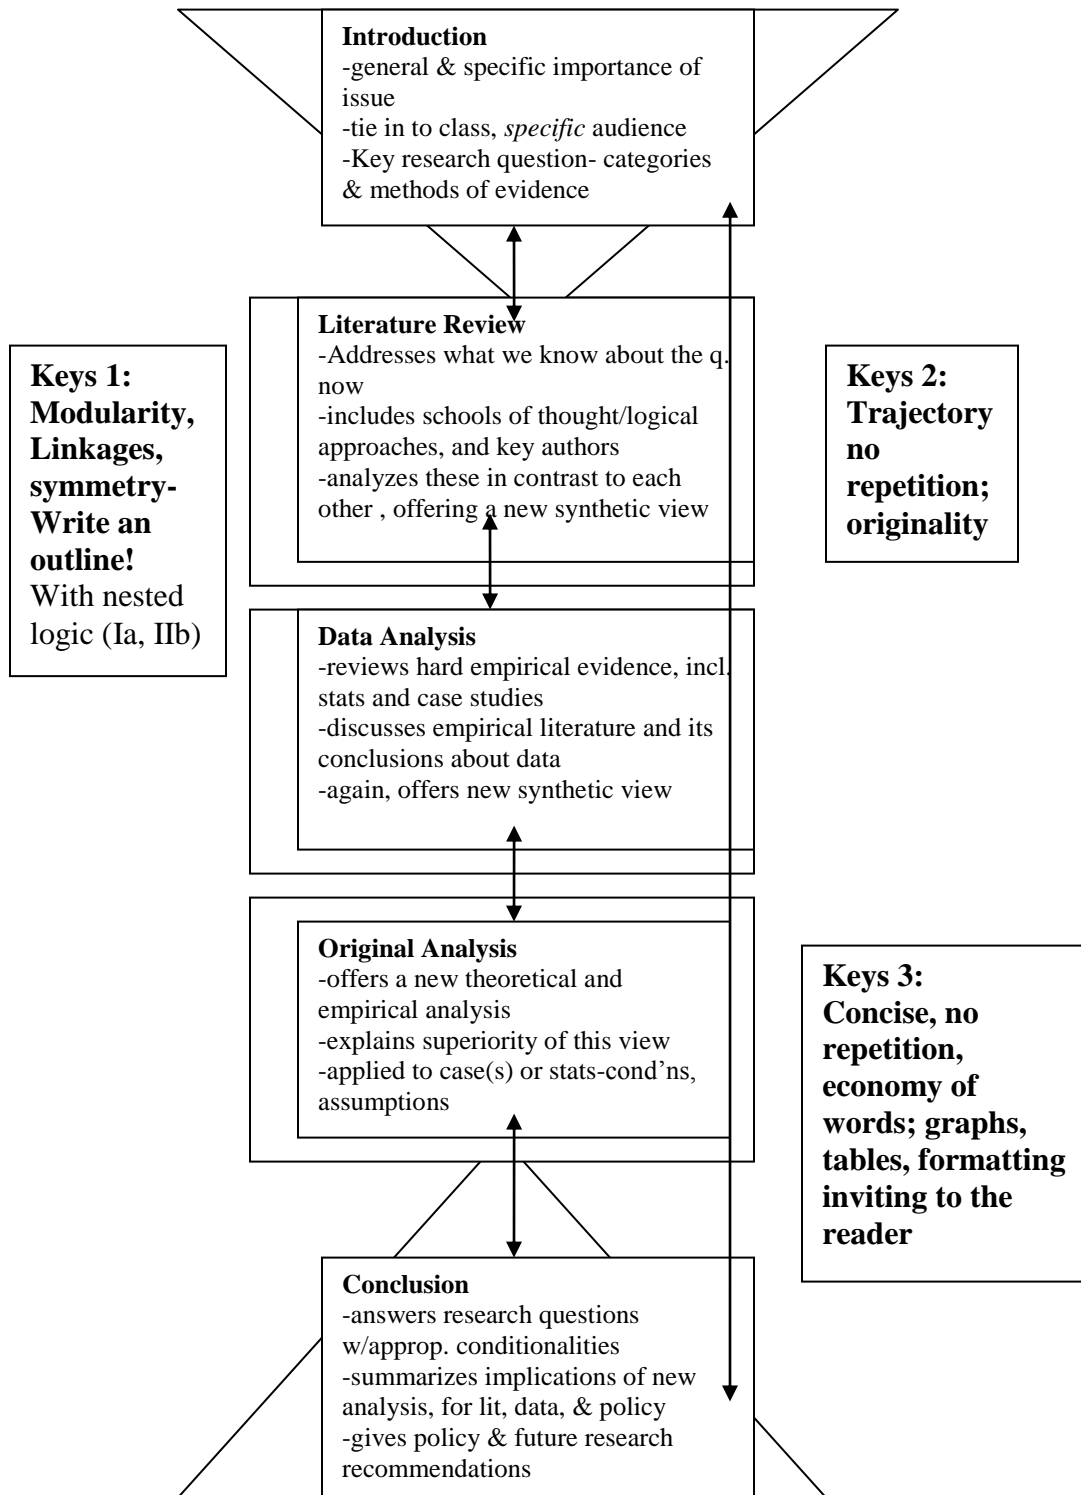 Introduction
-general & specific importance of
issue
-tie in to class, specific audience
-Key research question- categories
& methods of evidence
Literature Review
-Addresses what we know about the q.
now
-includes schools of thought/logical
approaches, and key authors
-analyzes these in contrast to each
other , offering a new synthetic view
Keys 1:
Modularity,
Linkages,
symmetry-
Write an
outline!
With nested
logic (Ia, IIb)
Keys 2:
Trajectory
no
repetition;
originality
Data Analysis
-reviews hard empirical evidence, incl.
stats and case studies
-discusses empirical literature and its
conclusions about data
-again, offers new synthetic view
Original Analysis
-offers a new theoretical and
empirical analysis
-explains superiority of this view
-applied to case(s) or stats-cond’ns,
assumptions
Keys 3:
Concise, no
repetition,
economy of
words; graphs,
tables, formatting
inviting to the
reader
Conclusion
-answers research questions
w/approp. conditionalities
-summarizes implications of new
analysis, for lit, data, & policy
-gives policy & future research
recommendations